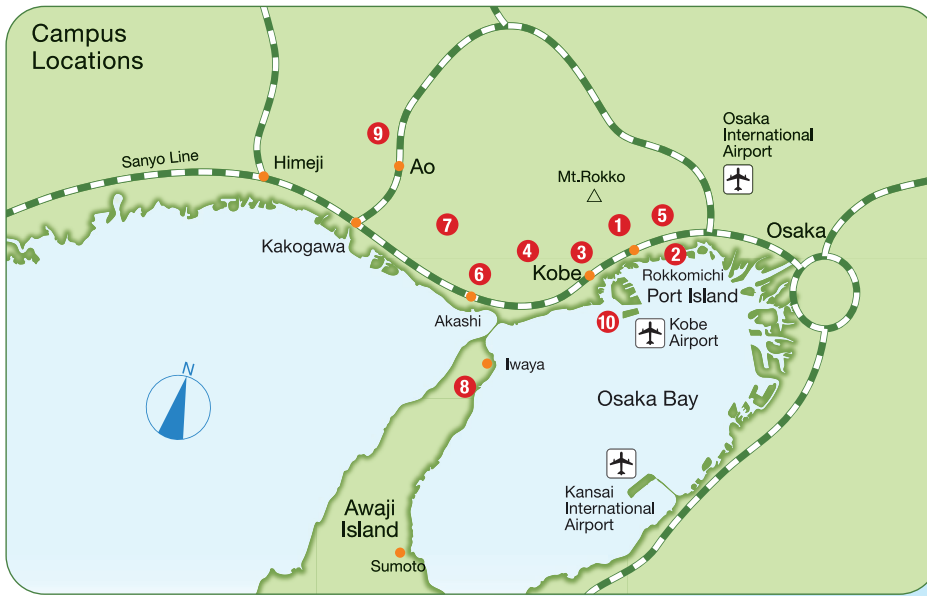 Campus
Locations
Osaka
International
Airport
9
Sanyo Line
Himeji
Ao
Mt.Rokko
5
1
7
Osaka
Kakogawa
4
3
2
Kobe
Rokkomichi
6
Port Island
Akashi
10
Kobe
Airport
N
Iwaya
8
Osaka Bay
Kansai
International
Airport
Awaji
Island
Sumoto